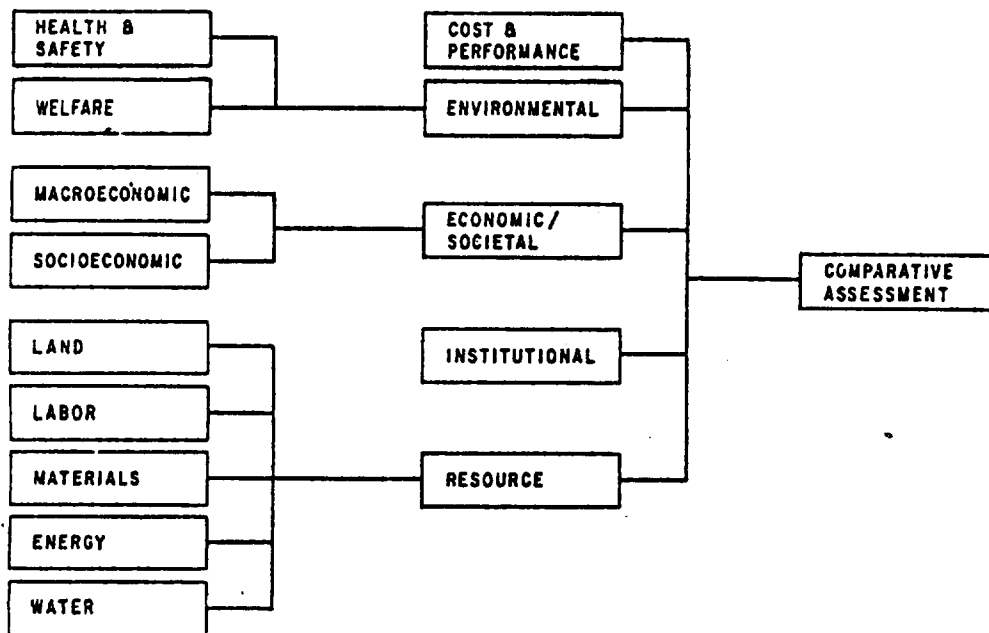 HEALTH &
SAFETY
WELFARE
MACROECONOMIC
SOCIOECONOMIC
LAND
LABOR
MATERIALS
ENERGY
WATER
COST &
PERFORMANCE
ENVIRONMENTAL
ECONOMIC/
SOCIETAL
INSTITUTIONAL
RESOURCE
COMPARATIVE
ASSESSMENT